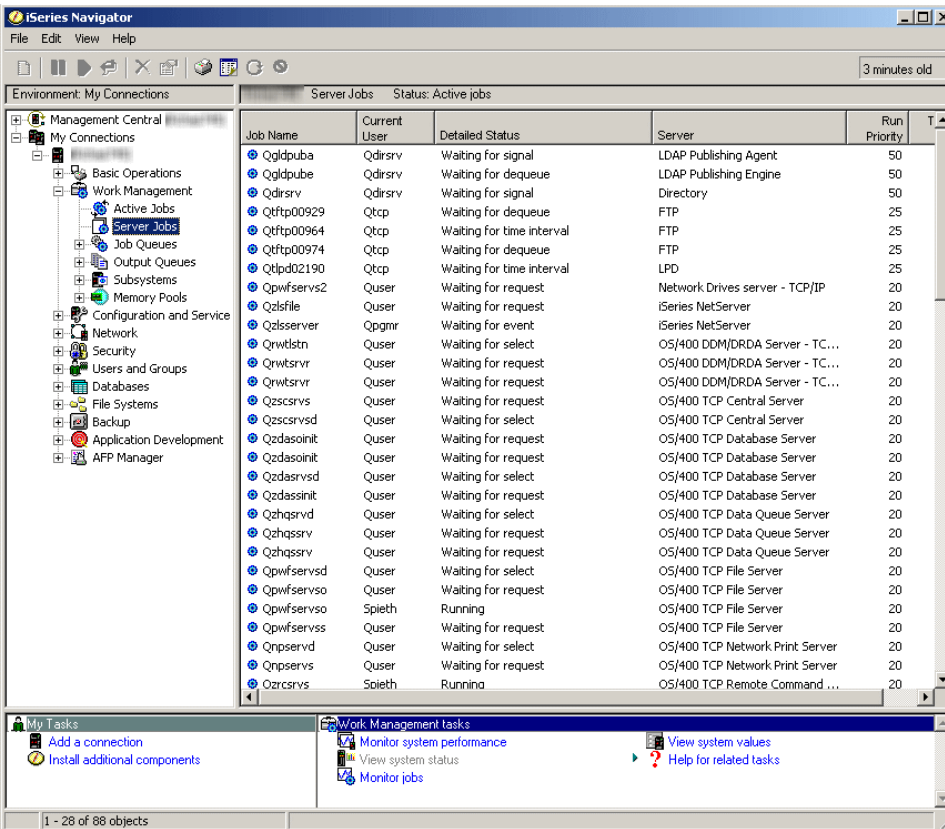 iSeries Navigator
File Edit View Help
3 minutes old
Environment: My Connections
Server Jobs Status: Active jobs
Management Central
My Connections
Basic Operations
Work Management
Active Jobs
Server Jobs
Job Queues
Output Queues
Subsystems
Memory Pools
Configuration and Service
Network
Security
Users and Groups
Databases
File Systems
Backup
Application Development
AFP Manager
Job Name Current User Detailed Status Server Run Priority T
Qgldpuba Qdirsrv Waiting for signal LDAP Publishing Agent 50
Qgldpube Qdirsrv Waiting for dequeue LDAP Publishing Engine 50
Qdirsrv Qdirsrv Waiting for signal Directory 50
Qtftp00929 Qtcp Waiting for dequeue FTP 25
Qtftp00964 Qtcp Waiting for time interval FTP 25
Qtftp00974 Qtcp Waiting for dequeue FTP 25
Qtlpd02190 Qtcp Waiting for time interval LPD 25
Qpwfservs2 Quser Waiting for request Network Drives server - TCP/IP 20
Qzlsfile Quser Waiting for request iSeries NetServer 20
Qzlsserver Qpgmr Waiting for event iSeries NetServer 20
Qrwtlstn Quser Waiting for select OS/400 DDM/DRDA Server - TC... 20
Qrwtsrvr Quser Waiting for request OS/400 DDM/DRDA Server - TC... 20
Qrwtsrvr Quser Waiting for request OS/400 DDM/DRDA Server - TC... 20
Qzscsrvs Quser Waiting for request OS/400 TCP Central Server 20
Qzscsrvsd Quser Waiting for select OS/400 TCP Central Server 20
Qzdasoinit Quser Waiting for request OS/400 TCP Database Server 20
Qzdasoinit Quser Waiting for request OS/400 TCP Database Server 20
Qzdasrvsd Quser Waiting for select OS/400 TCP Database Server 20
Qzdassinit Quser Waiting for request OS/400 TCP Database Server 20
Qzhqsrvd Quser Waiting for select OS/400 TCP Data Queue Server 20
Qzhqssrv Quser Waiting for request OS/400 TCP Data Queue Server 20
Qzhqssrv Quser Waiting for request OS/400 TCP Data Queue Server 20
Qpwfservsd Quser Waiting for select OS/400 TCP File Server 20
Qpwfservso Quser Waiting for request OS/400 TCP File Server 20
Qpwfservso Spieth Running OS/400 TCP File Server 20
Qpwfservss Quser Waiting for request OS/400 TCP File Server 20
Qnpservd Quser Waiting for select OS/400 TCP Network Print Server 20
Qnpservs Quser Waiting for request OS/400 TCP Network Print Server 20
Qzrcsrvs Spieth Running OS/400 TCP Remote Command ... 20
My Tasks
Add a connection
Install additional components
Work Management tasks
Monitor system performance
View system status
Monitor jobs
View system values
Help for related tasks
1 - 28 of 88 objects